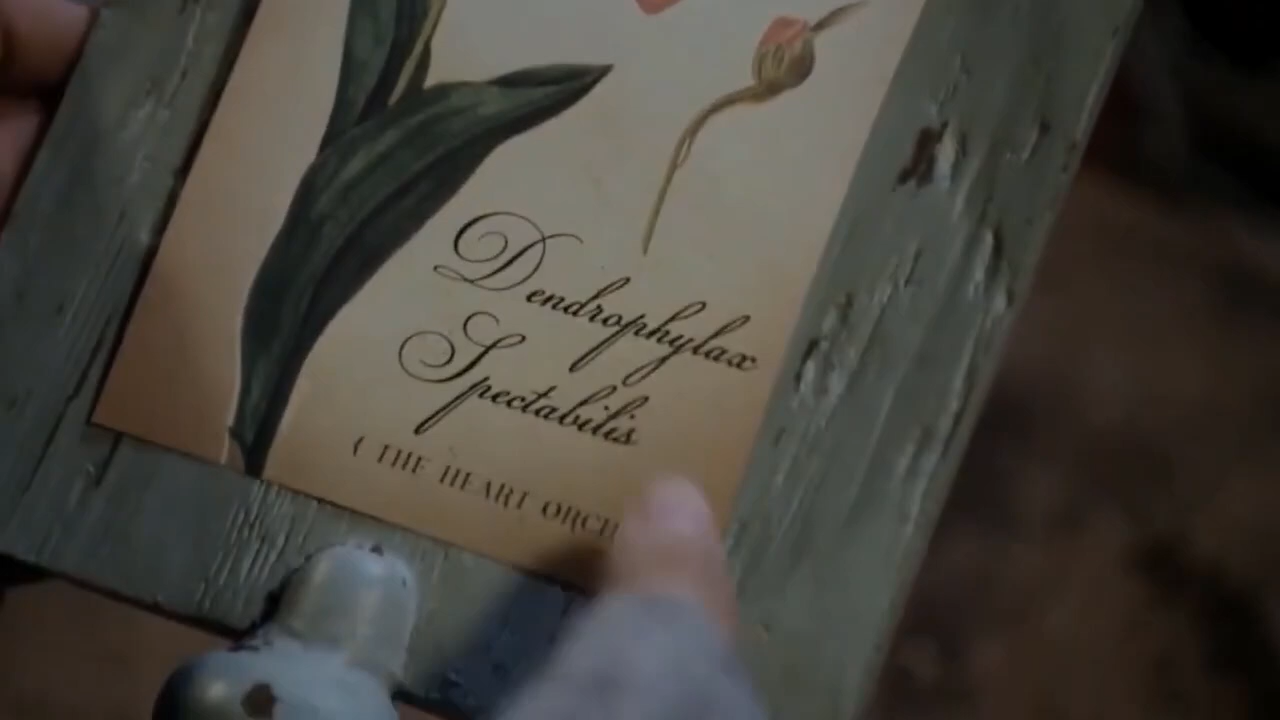 Dendrophylax
Spectabilis
( THE HEART ORCH